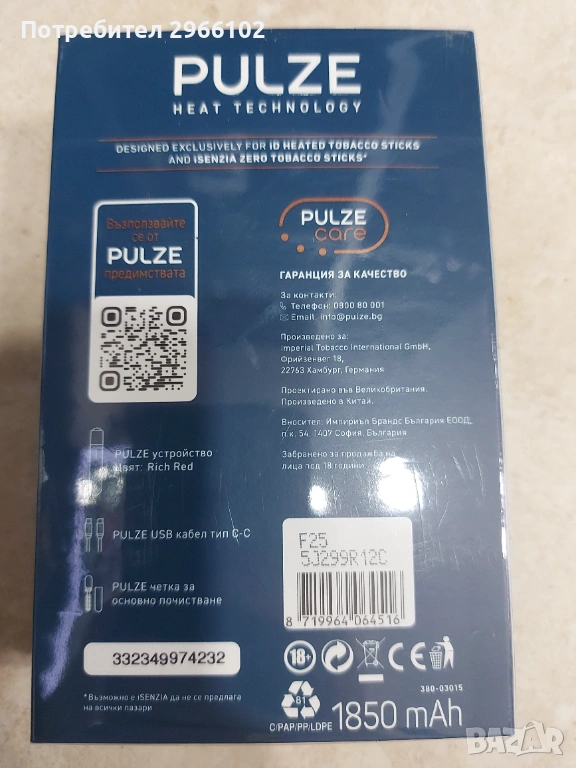 Потребител 2966102
PULZE
HEAT TECHNOLOGY
DESIGNED EXCLUSIVELY FOR iD HEATED TOBACCO STICKS
AND iSENZIA ZERO TOBACCO STICKS*
Възползвайте
се от
PULZE
предимствата
PULZE
care
ГАРАНЦИЯ ЗА КАЧЕСТВО
За контакти:
Телефон: 0800 80 001
Email: info@pulze.bg
Произведено за:
Imperial Tobacco International GmbH,
Фрийзенвег 18,
22763 Хамбург, Германия
Проектирано във Великобритания.
Произведено в Китай.
Вносител: Империъл Брандс България ЕООД,
п.к. 54, 1407 София, България
Забранено за продажба на
лица под 18 години
PULZE устройство
Цвят: Rich Red
PULZE USB кабел тип C-C
PULZE четка за
основно почистване
F25
5J299R12C
8 719964 064516
332349974232
18+
CE
380-03015
*Възможно е iSENZIA да не се предлага
на всички пазари
81
C/PAP/PP/LDPE
1850 mAh
BAZAR